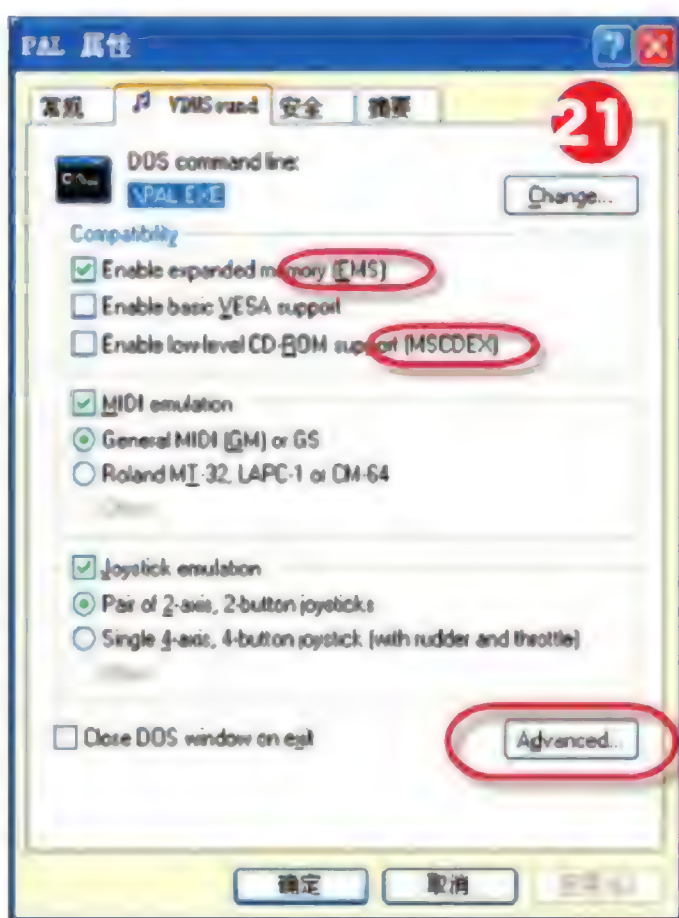 PAL 属性
常规 VDMSound 安全 摘要
21
DOS command line:
\PAL.EXE
Change...
Compatibility
Enable expanded memory (EMS)
Enable basic VESA support
Enable low-level CD-ROM support (MSCDEX)
MIDI emulation
General MIDI (GM) or GS
Roland MT-32, LAPC-1 or CM-64
Joystick emulation
Pair of 2-axis, 2-button joysticks
Single 4-axis, 4-button joystick (with rudder and throttle)
Close DOS window on exit
Advanced...
确定 取消